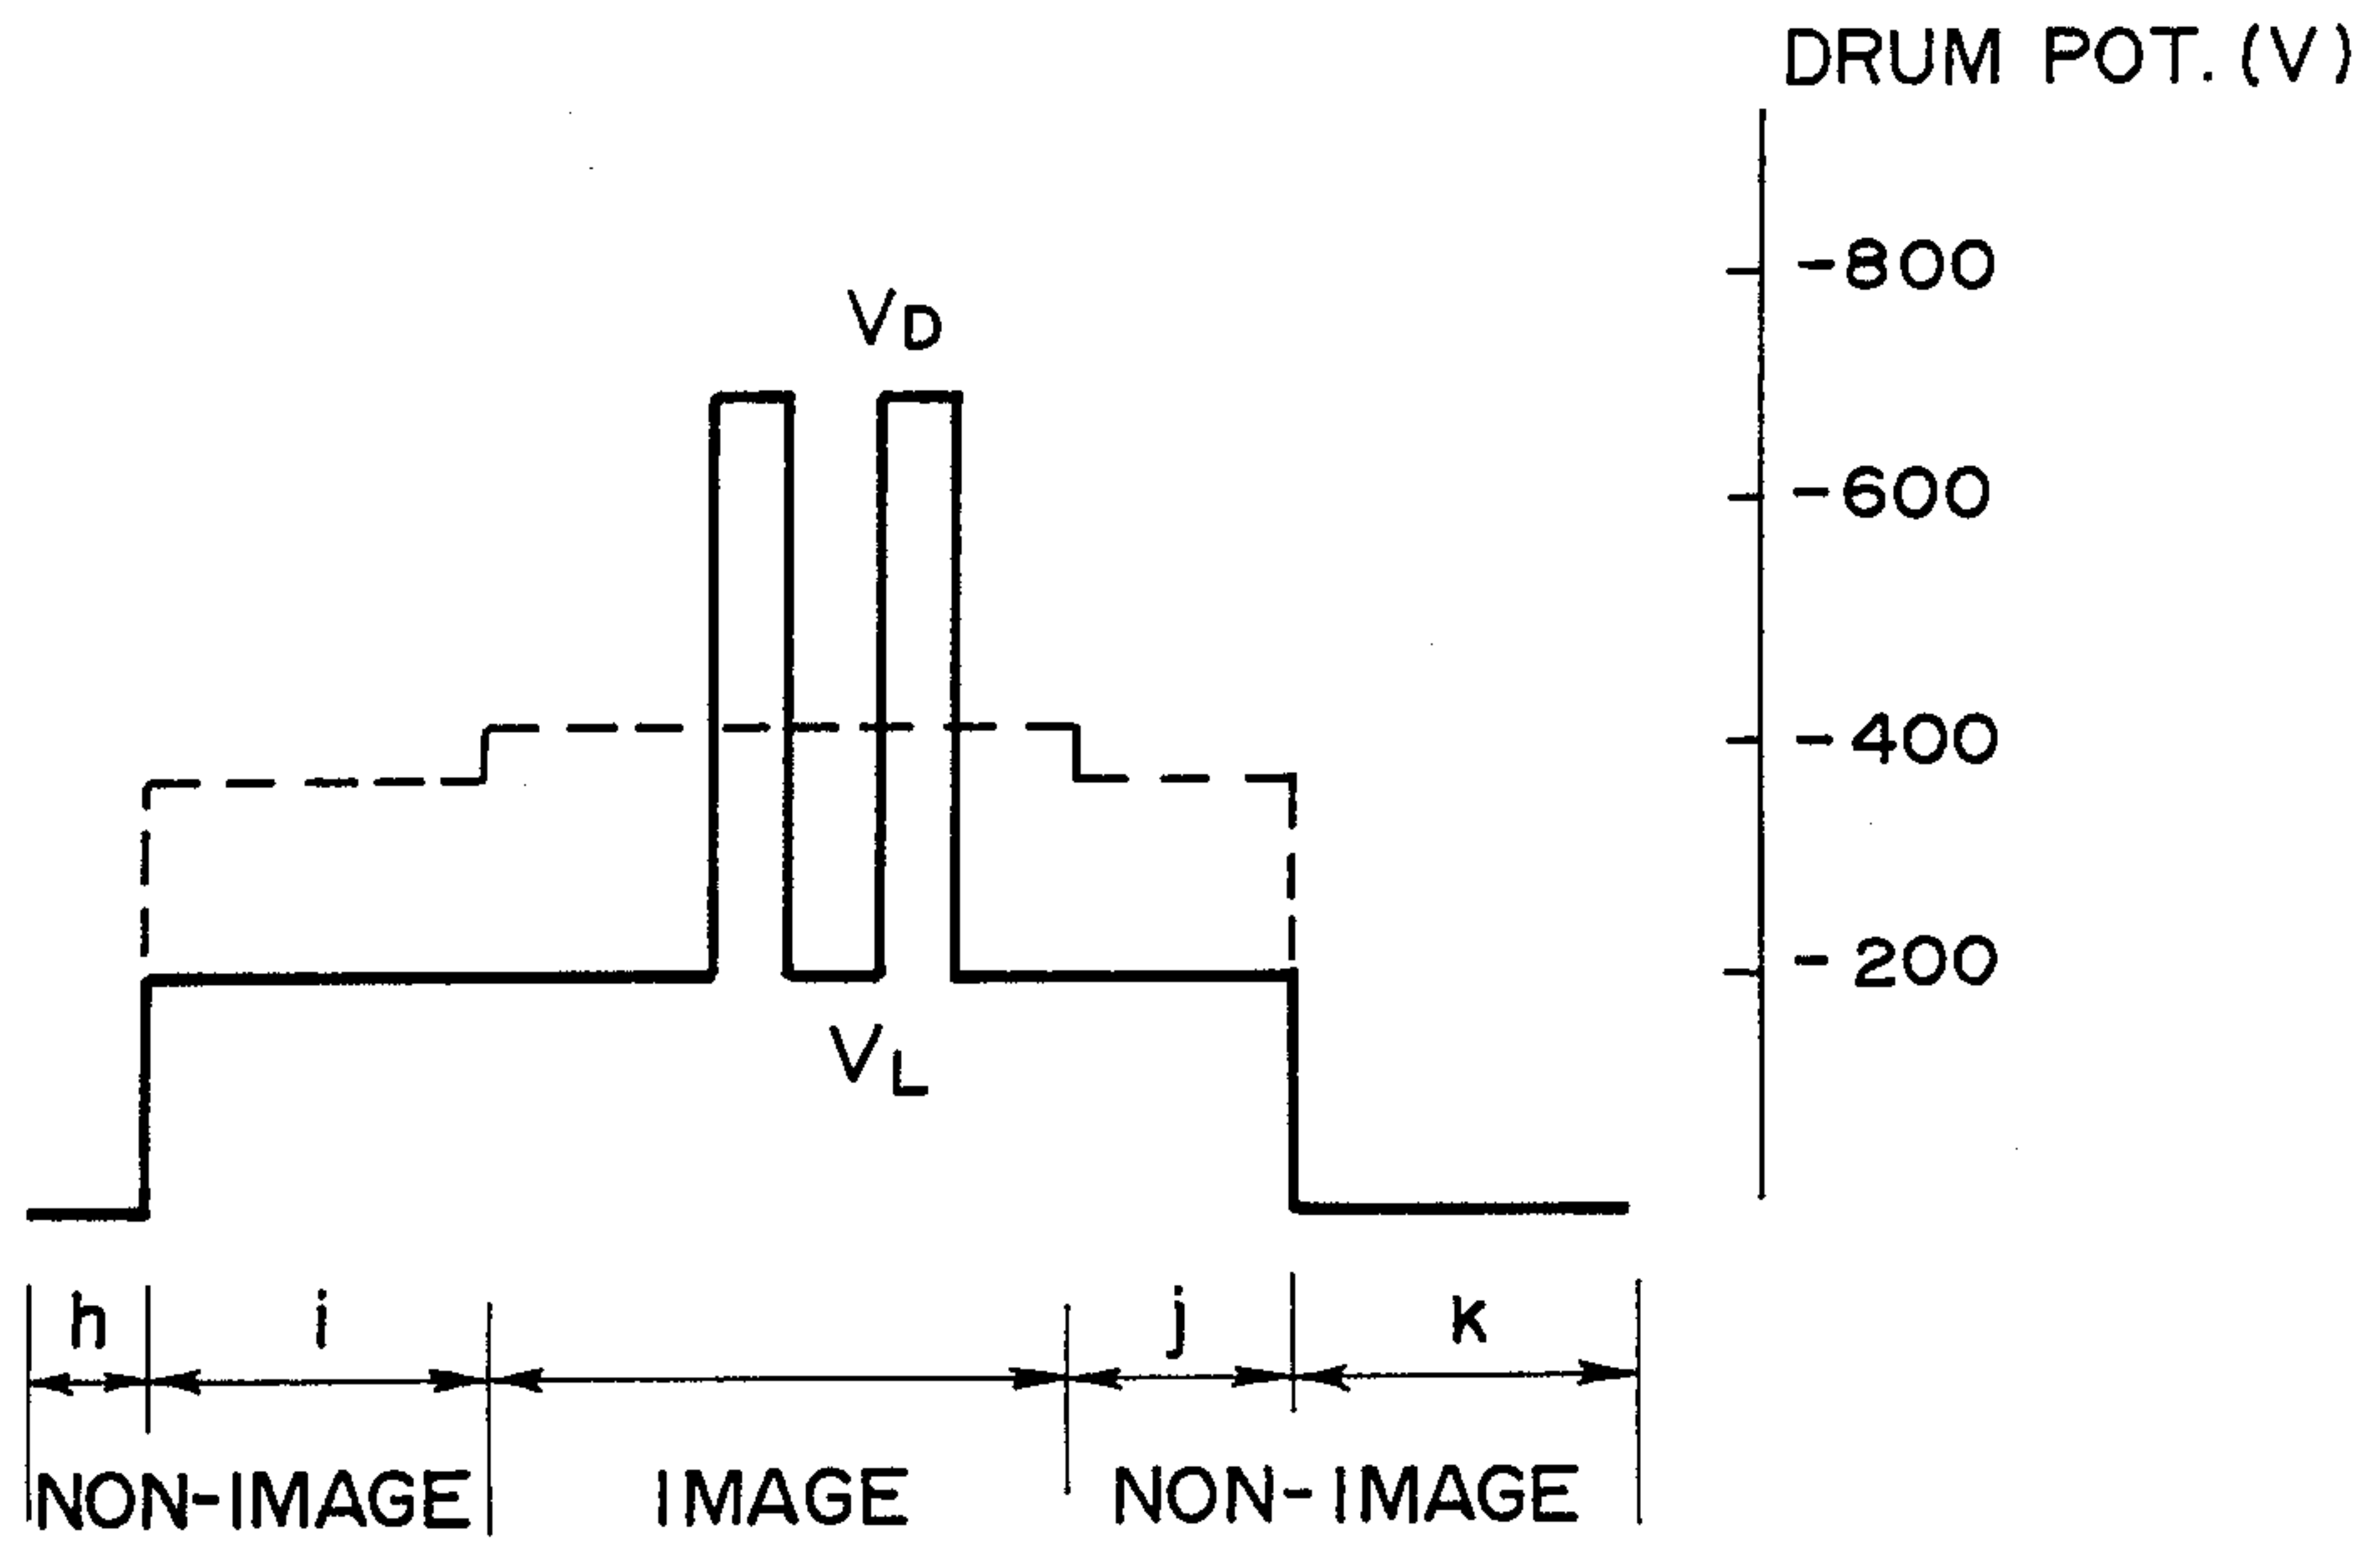 DRUM POT. (V)
-800
VD
-600
-400
-200
VL
h i j k
NON-IMAGE IMAGE NON-IMAGE